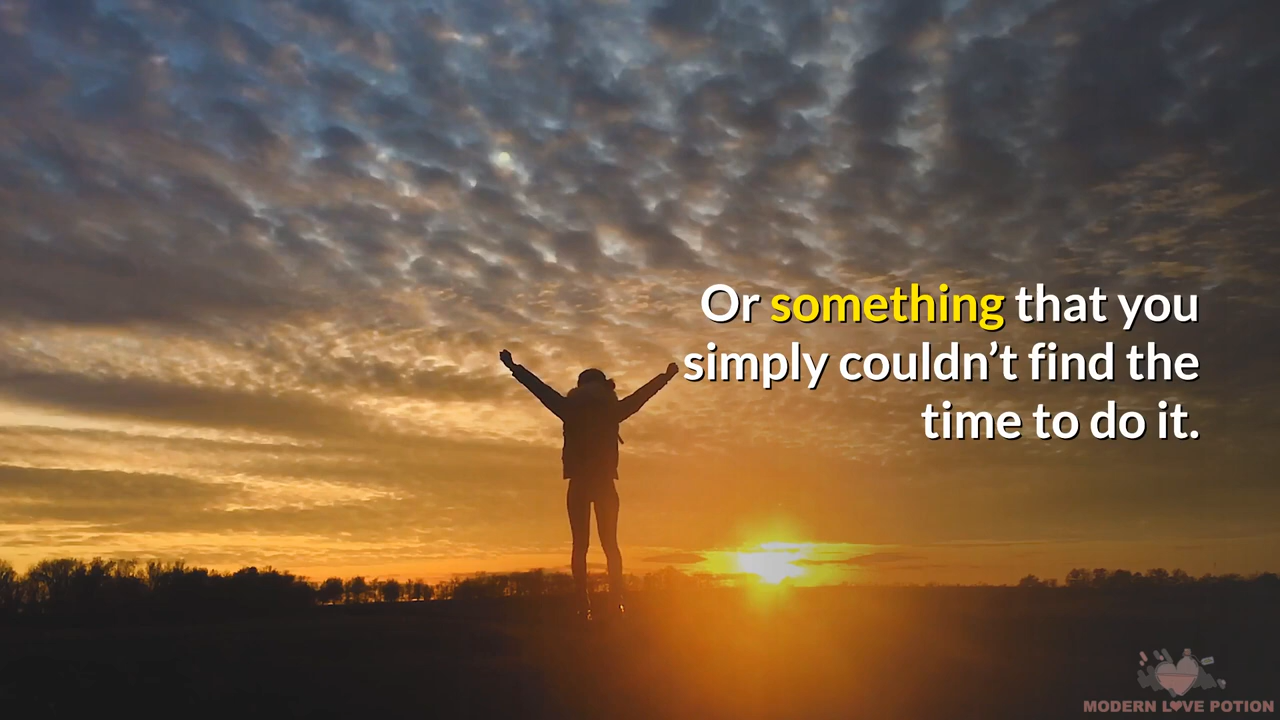 Or something that you
simply couldn’t find the
time to do it.
MODERN LOVE POTION